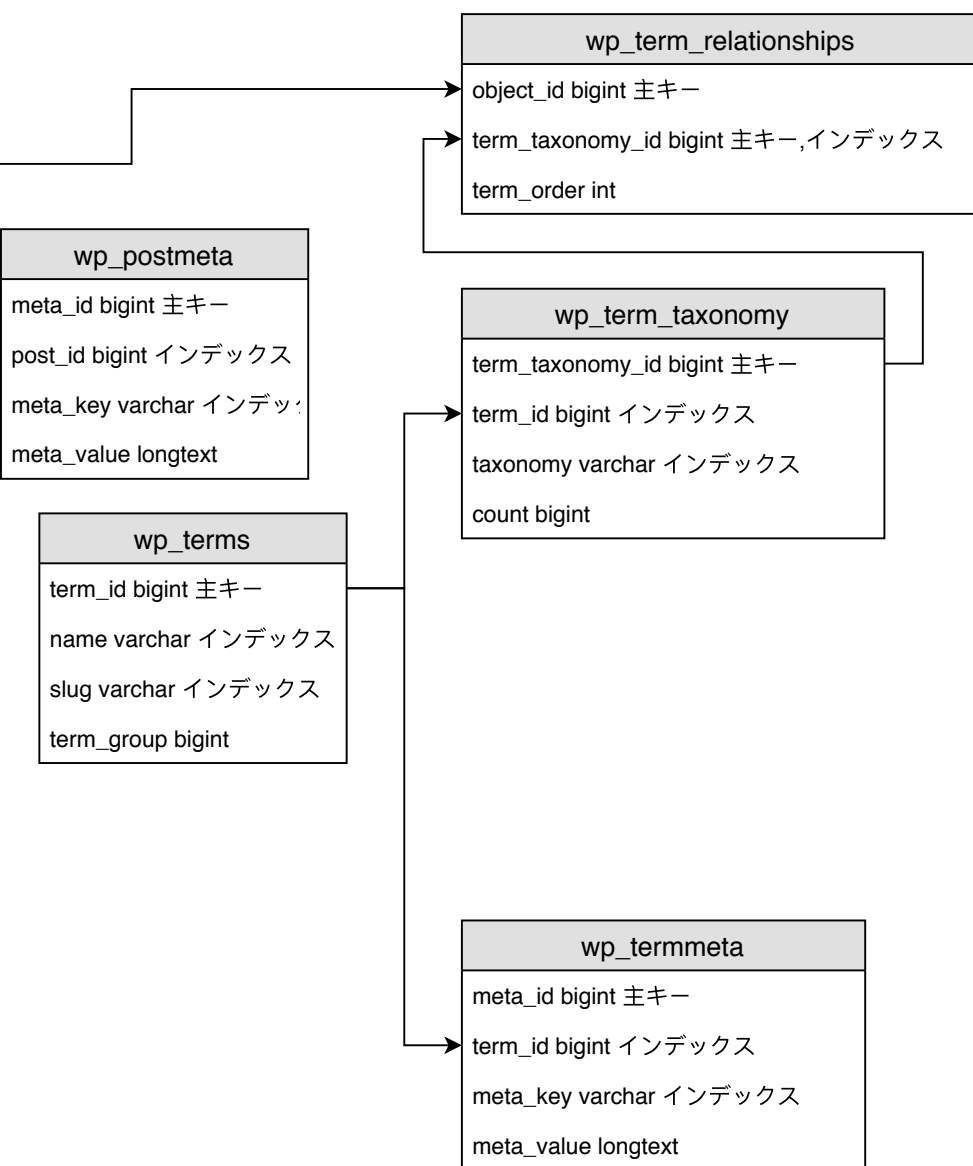 wp_term_relationships
object_id bigint 主キー
term_taxonomy_id bigint 主キー,インデックス
term_order int
wp_postmeta
meta_id bigint 主キー
post_id bigint インデックス
meta_key varchar インデッ
meta_value longtext
wp_term_taxonomy
term_taxonomy_id bigint 主キー
term_id bigint インデックス
taxonomy varchar インデックス
count bigint
wp_terms
term_id bigint 主キー
name varchar インデックス
slug varchar インデックス
term_group bigint
wp_termmeta
meta_id bigint 主キー
term_id bigint インデックス
meta_key varchar インデックス
meta_value longtext